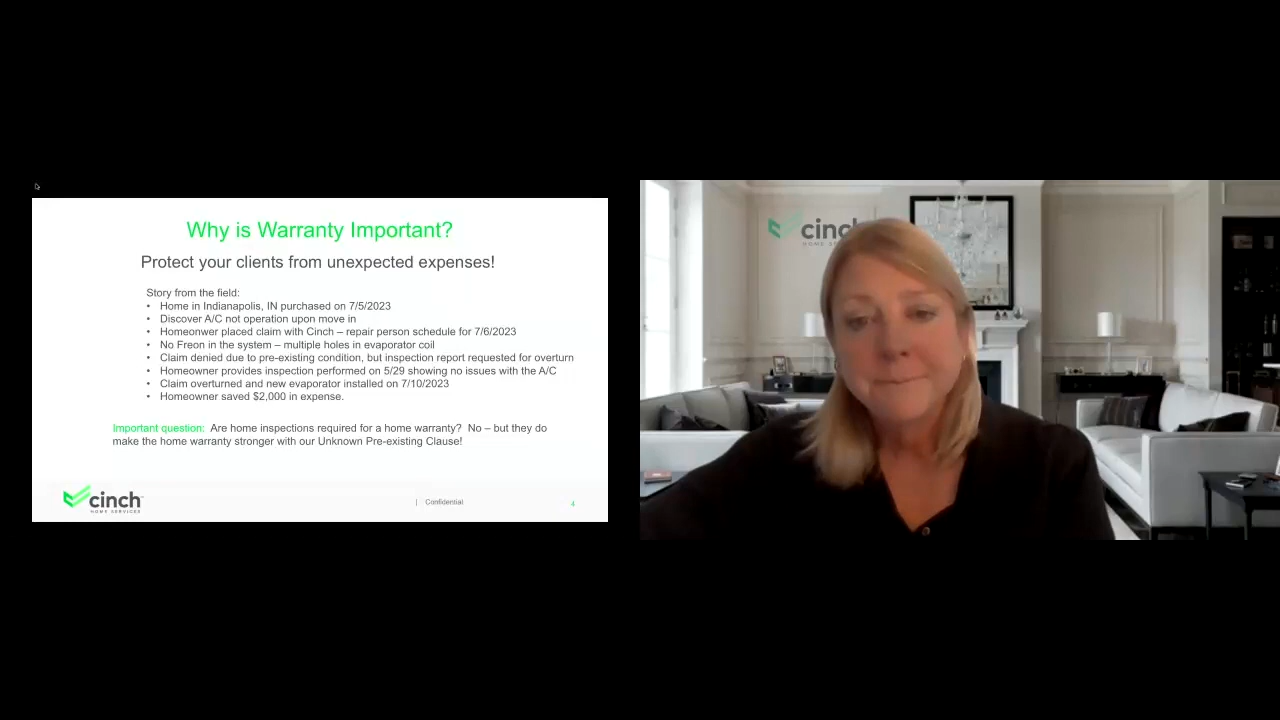 Why is Warranty Important?
Protect your clients from unexpected expenses!
Story from the field:
• Home in Indianapolis, IN purchased on 7/5/2023
• Discover A/C not operation upon move in
• Homeonwer placed claim with Cinch – repair person schedule for 7/6/2023
• No Freon in the system – multiple holes in evaporator coil
• Claim denied due to pre-existing condition, but inspection report requested for overturn
• Homeowner provides inspection performed on 5/29 showing no issues with the A/C
• Claim overturned and new evaporator installed on 7/10/2023
• Homeowner saved $2,000 in expense.
Important question: Are home inspections required for a home warranty? No – but they do
make the home warranty stronger with our Unknown Pre-existing Clause!
cinch
HOME SERVICES
| Confidential
4
cinch
HOME SER